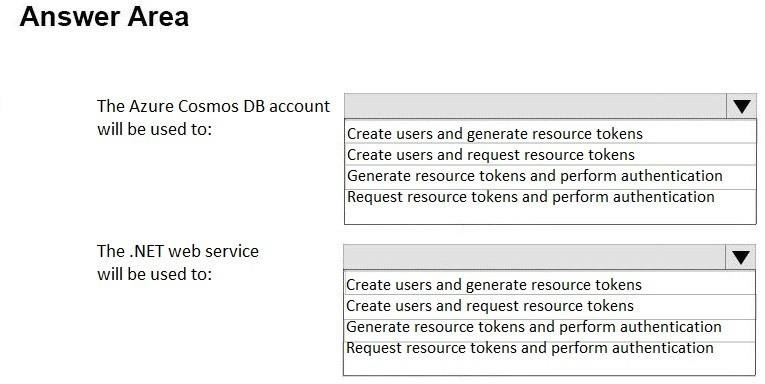 Answer Area
The Azure Cosmos DB account
will be used to:
Create users and generate resource tokens
Create users and request resource tokens
Generate resource tokens and perform authentication
Request resource tokens and perform authentication
The .NET web service
will be used to:
Create users and generate resource tokens
Create users and request resource tokens
Generate resource tokens and perform authentication
Request resource tokens and perform authentication